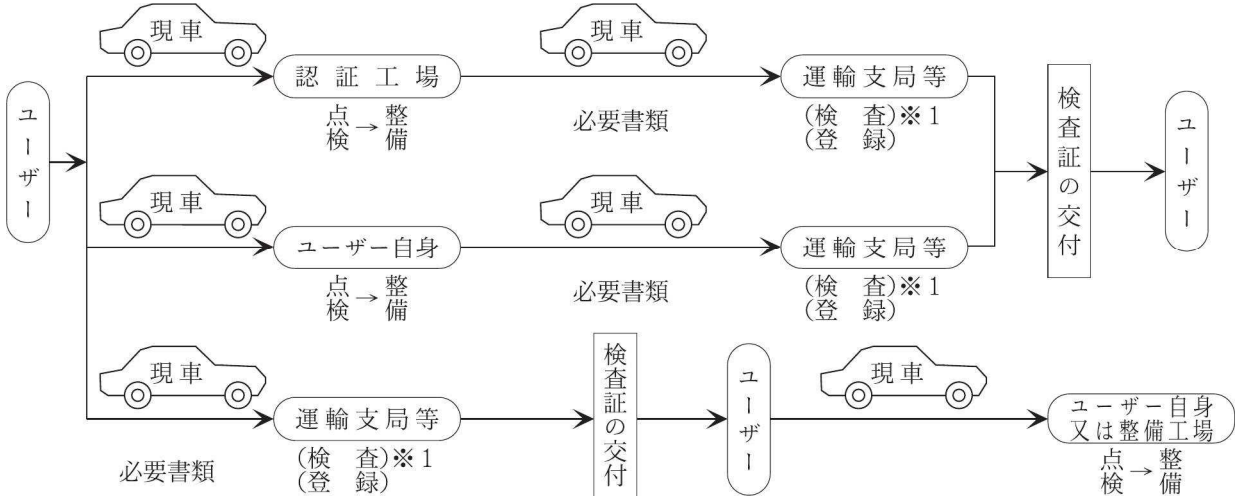 ユーザー
現車
認証工場
点検→整備
現車
必要書類
運輸支局等
(検 査)※1
(登 録)
現車
ユーザー自身
点検→整備
現車
必要書類
運輸支局等
(検 査)※1
(登 録)
検査証の交付
ユーザー
現車
必要書類
運輸支局等
(検 査)※1
(登 録)
検査証の交付
ユーザー
現車
ユーザー自身
又は整備工場
点検→整備